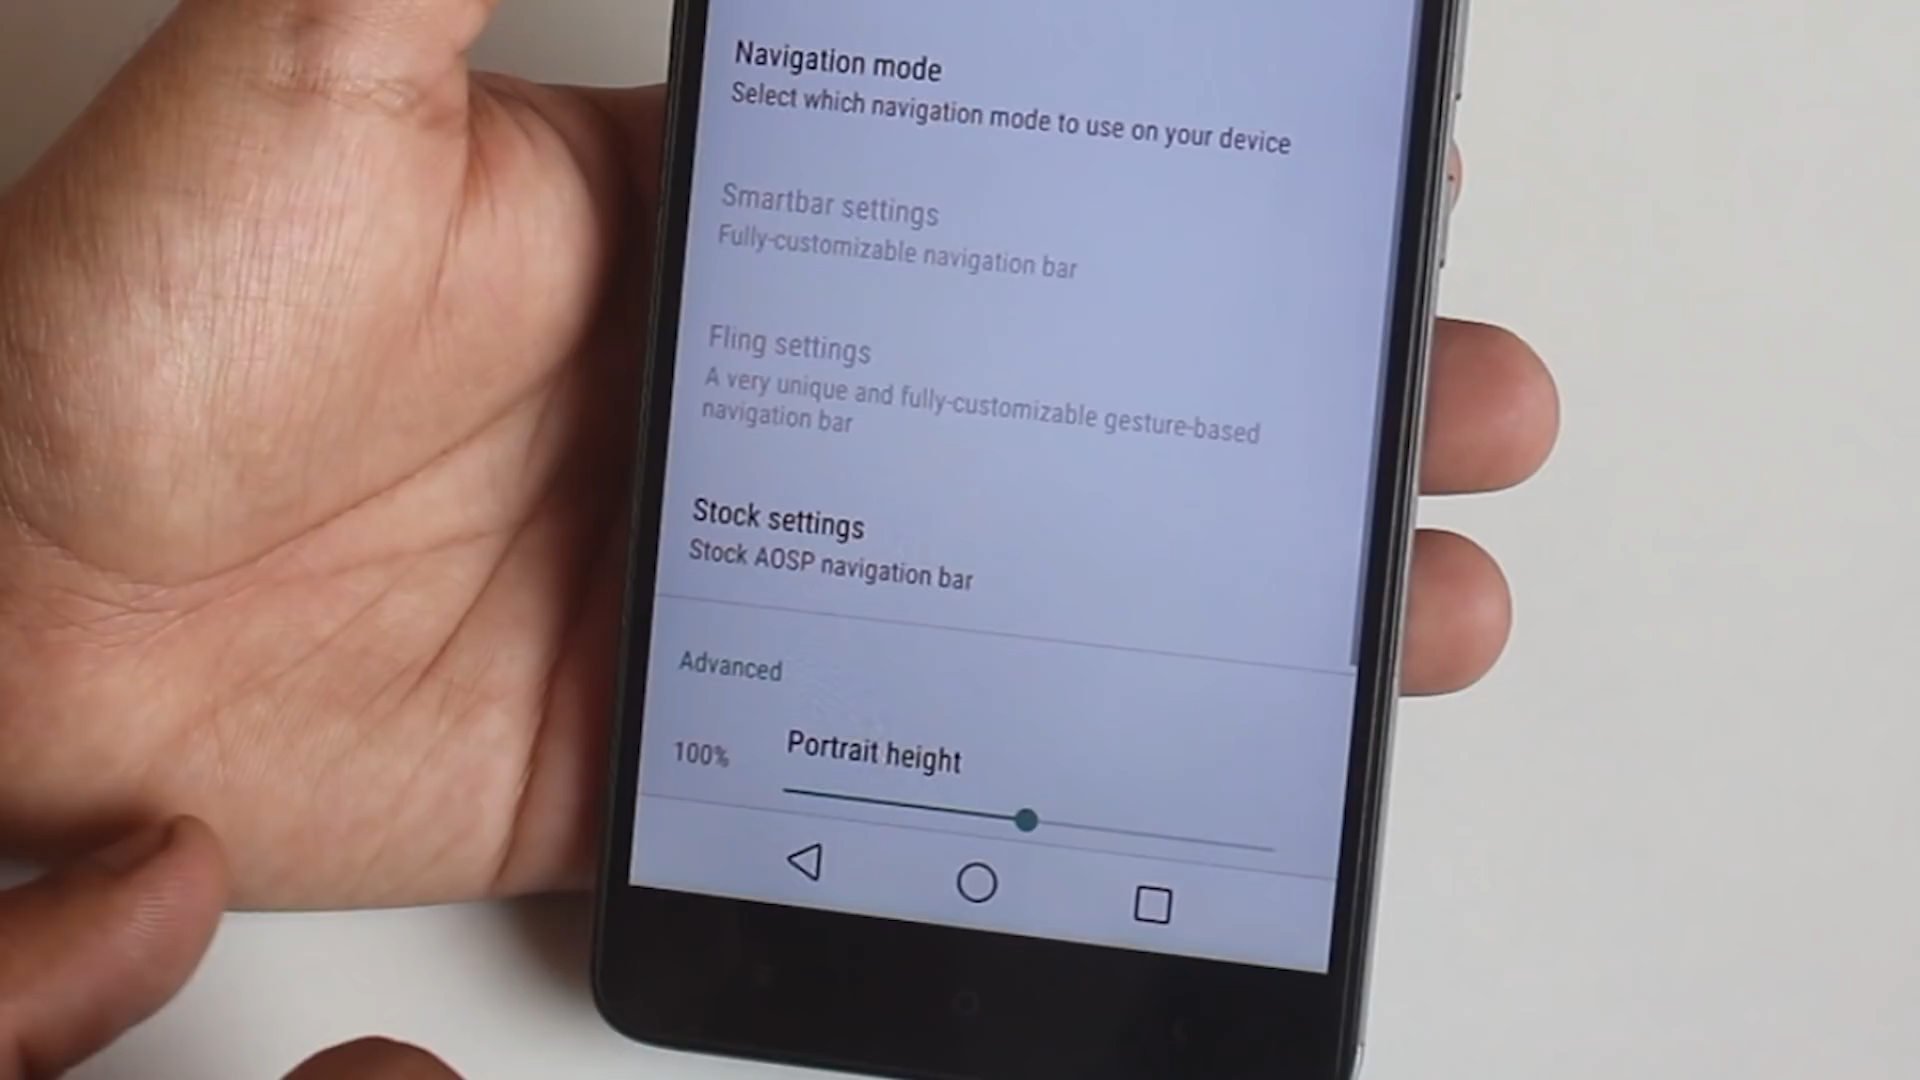 Navigation mode
Select which navigation mode to use on your device
Smartbar settings
Fully-customizable navigation bar
Fling settings
A very unique and fully-customizable gesture-based
navigation bar
Stock settings
Stock AOSP navigation bar
Advanced
100%
Portrait height